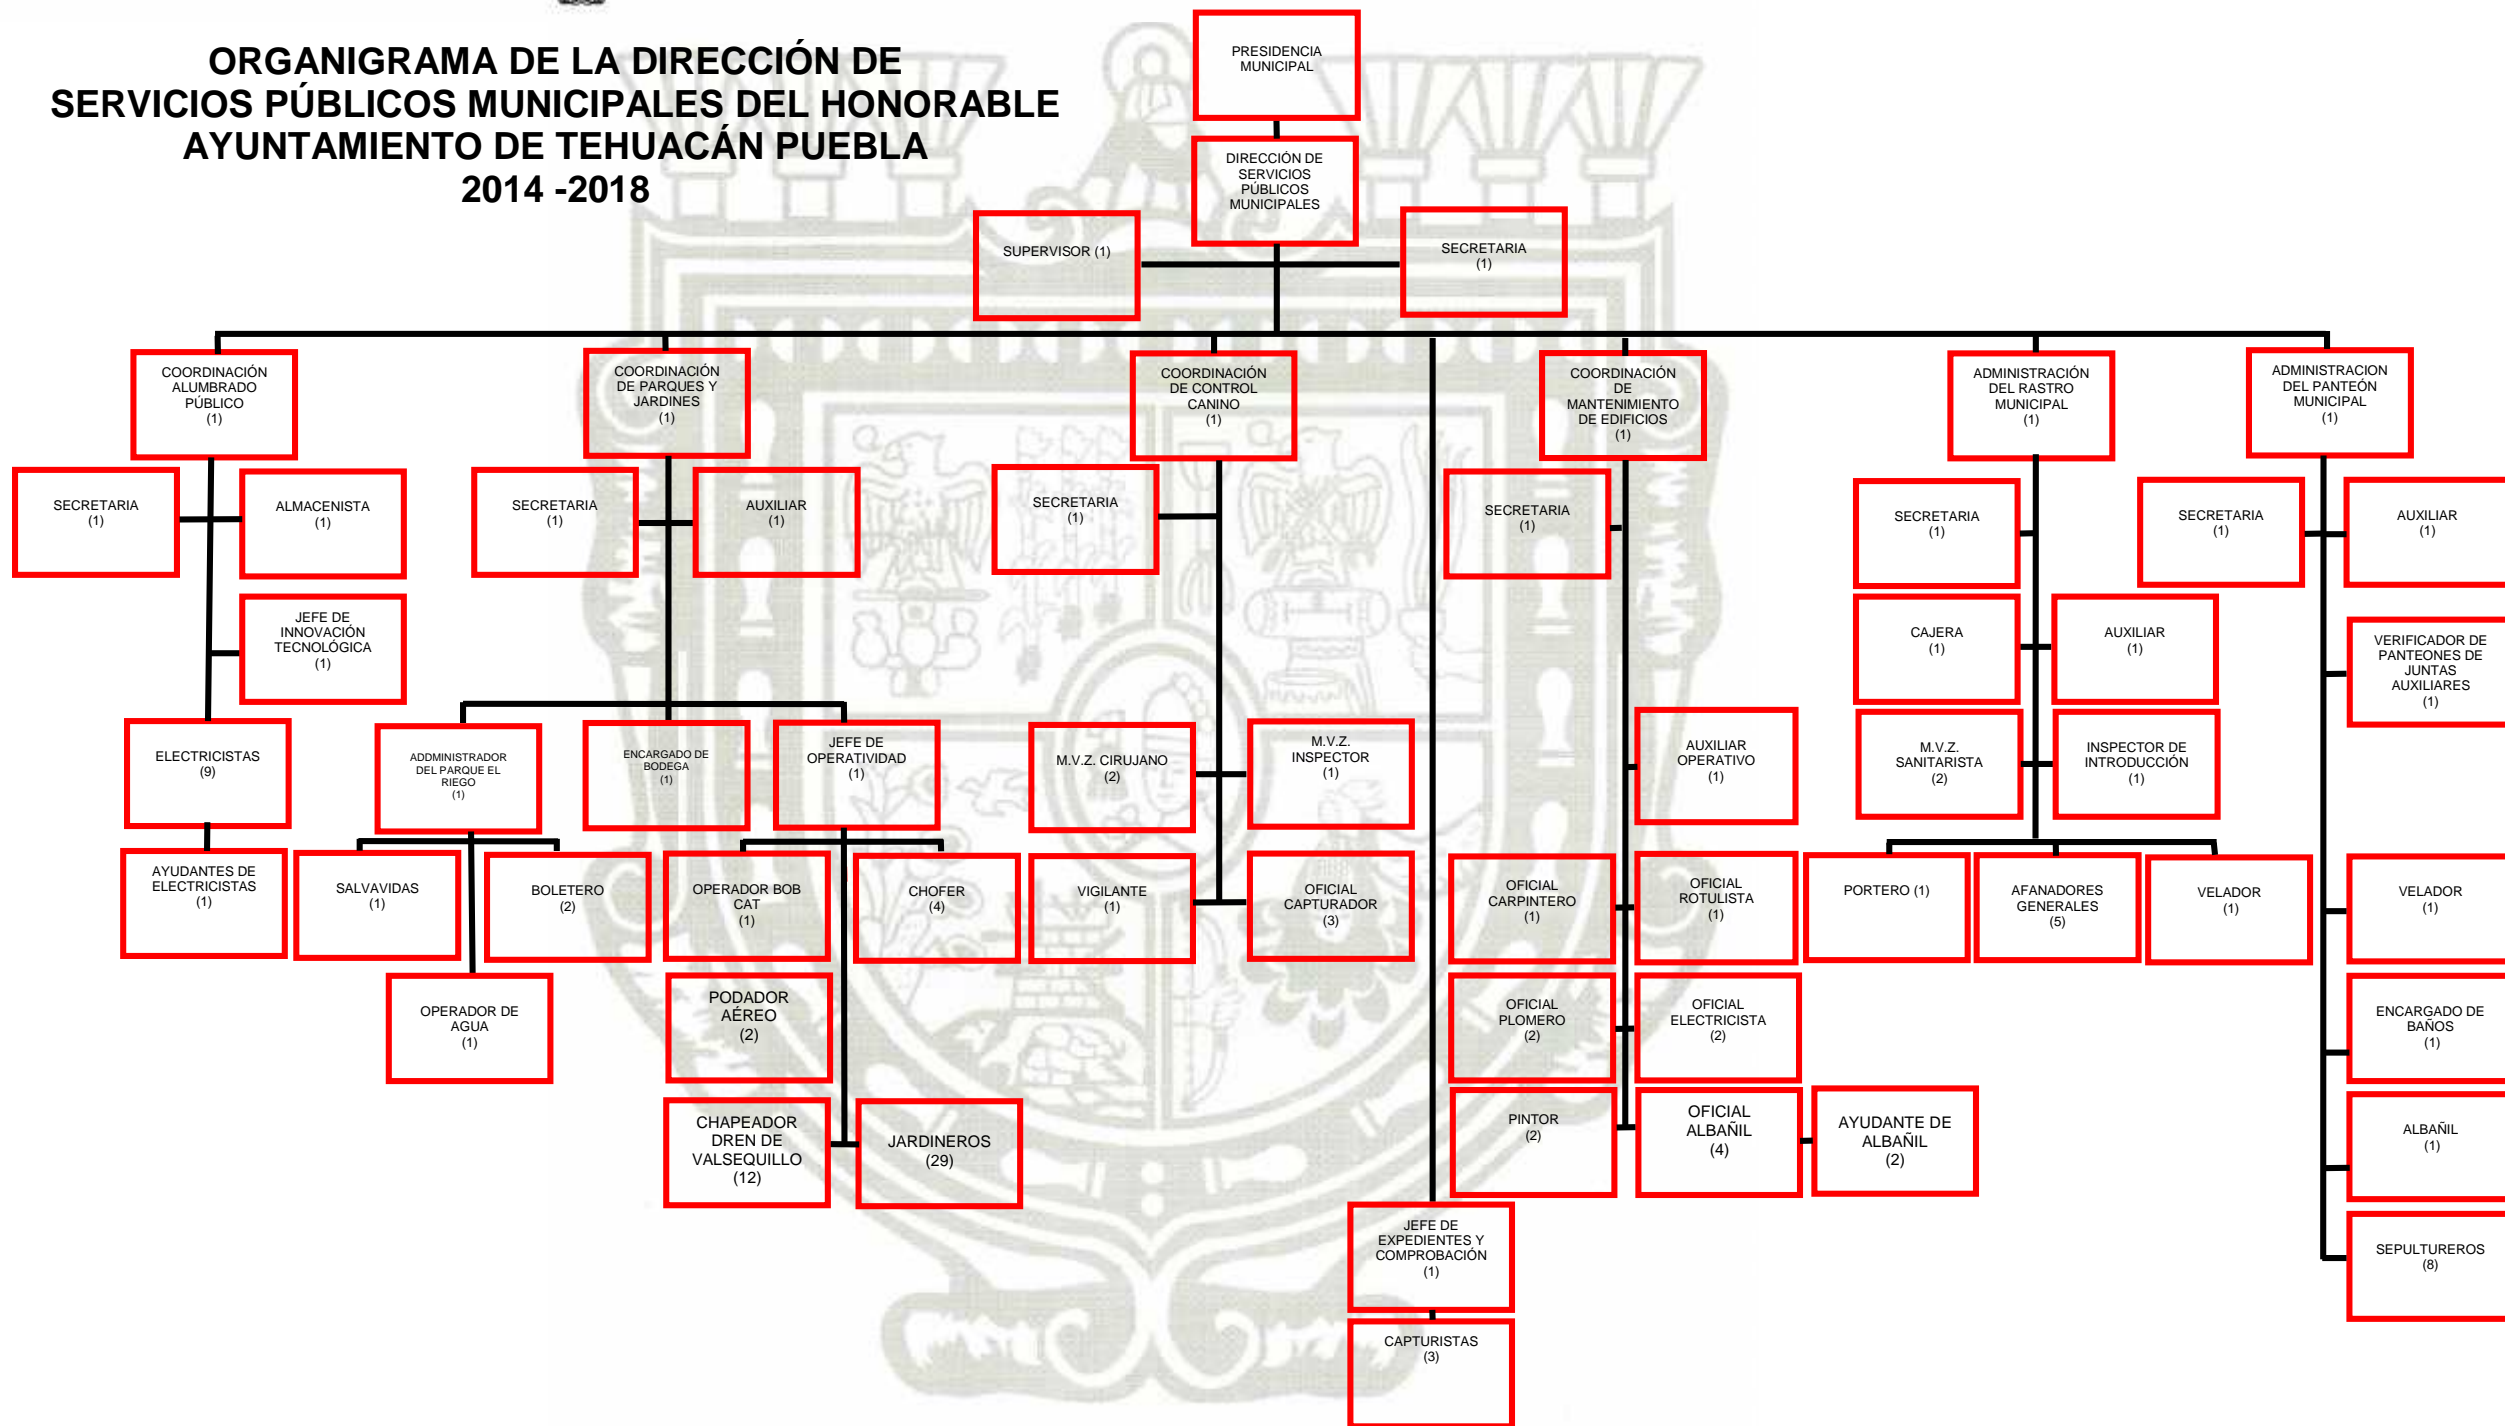 ORGANIGRAMA DE LA DIRECCIÓN DE
SERVICIOS PÚBLICOS MUNICIPALES DEL HONORABLE
AYUNTAMIENTO DE TEHUACÁN PUEBLA
2014 -2018
PRESIDENCIA
MUNICIPAL
DIRECCIÓN DE
SERVICIOS
PÚBLICOS
MUNICIPALES
SUPERVISOR (1)
SECRETARIA
(1)
COORDINACIÓN
ALUMBRADO
PÚBLICO
(1)
COORDINACIÓN
DE PARQUES Y
JARDINES
(1)
COORDINACIÓN
DE CONTROL
CANINO
(1)
COORDINACIÓN
DE
MANTENIMIENTO
DE EDIFICIOS
(1)
ADMINISTRACIÓN
DEL RASTRO
MUNICIPAL
(1)
ADMINISTRACION
DEL PANTEÓN
MUNICIPAL
(1)
SECRETARIA
(1)
ALMACENISTA
(1)
SECRETARIA
(1)
AUXILIAR
(1)
SECRETARIA
(1)
SECRETARIA
(1)
SECRETARIA
(1)
SECRETARIA
(1)
AUXILIAR
(1)
JEFE DE
INNOVACIÓN
TECNOLÓGICA
(1)
CAJERA
(1)
AUXILIAR
(1)
VERIFICADOR DE
PANTEONES DE
JUNTAS
AUXILIARES
(1)
ELECTRICISTAS
(9)
ADDMINISTRADOR
DEL PARQUE EL
RIEGO
(1)
ENCARGADO DE
BODEGA
(1)
JEFE DE
OPERATIVIDAD
(1)
M.V.Z. CIRUJANO
(2)
M.V.Z.
INSPECTOR
(1)
AUXILIAR
OPERATIVO
(1)
M.V.Z.
SANITARISTA
(2)
INSPECTOR DE
INTRODUCCIÓN
(1)
AYUDANTES DE
ELECTRICISTAS
(1)
SALVAVIDAS
(1)
BOLETERO
(2)
OPERADOR BOB
CAT
(1)
CHOFER
(4)
VIGILANTE
(1)
OFICIAL
CAPTURADOR
(3)
OFICIAL
CARPINTERO
(1)
OFICIAL
ROTULISTA
(1)
PORTERO (1)
AFANADORES
GENERALES
(5)
VELADOR
(1)
VELADOR
(1)
OPERADOR DE
AGUA
(1)
PODADOR
AÉREO
(2)
OFICIAL
PLOMERO
(2)
OFICIAL
ELECTRICISTA
(2)
ENCARGADO DE
BAÑOS
(1)
CHAPEADOR
DREN DE
VALSEQUILLO
(12)
JARDINEROS
(29)
PINTOR
(2)
OFICIAL
ALBAÑIL
(4)
AYUDANTE DE
ALBAÑIL
(2)
ALBAÑIL
(1)
JEFE DE
EXPEDIENTES Y
COMPROBACIÓN
(1)
SEPULTUREROS
(8)
CAPTURISTAS
(3)